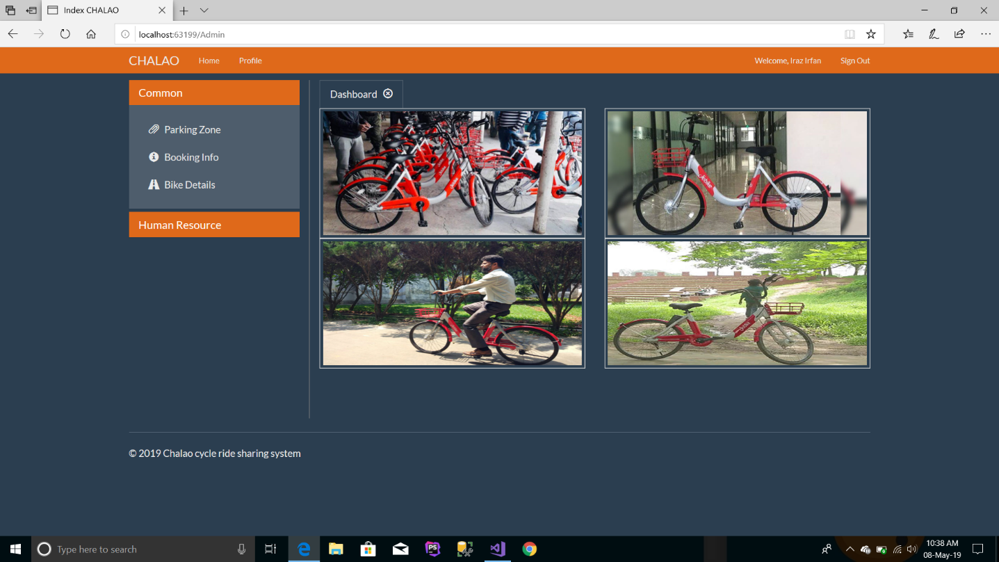 Index CHALAO
localhost:63199/Admin
CHALAO
Home
Profile
Welcome, Iraz Irfan
Sign Out
Common
Parking Zone
Booking Info
Bike Details
Human Resource
Dashboard
© 2019 Chalao cycle ride sharing system
Type here to search
PS
10:38 AM
08-May-19